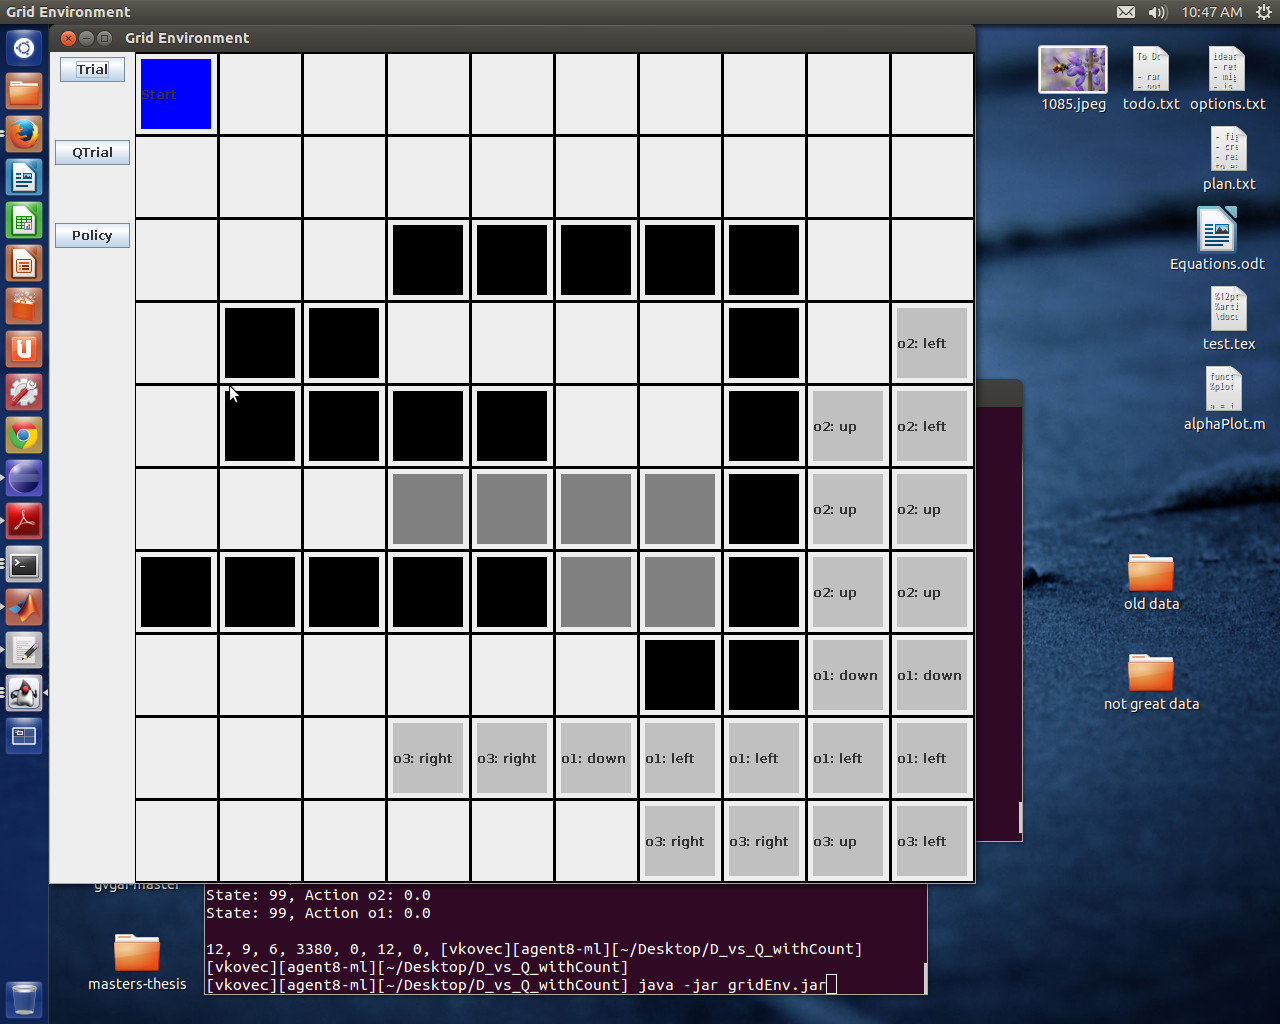 Grid Environment
10:47 AM
Grid Environment
Trial
Start
QTrial
Policy
o2: left
o2: up
o2: left
o2: up
o2: up
o2: up
o2: up
o1: down
o1: down
o3: right
o3: right
o1: down
o1: left
o1: left
o1: left
o1: left
o3: right
o3: right
o3: up
o3: left
1085.jpeg
todo.txt
options.txt
plan.txt
Equations.odt
test.tex
alphaPlot.m
old data
not great data
masters-thesis
State: 99, Action o2: 0.0
State: 99, Action o1: 0.0
12, 9, 6, 3380, 0, 12, 0, [vkovec][agent8-ml][~/Desktop/D_vs_Q_withCount]
[vkovec][agent8-ml][~/Desktop/D_vs_Q_withCount]
[vkovec][agent8-ml][~/Desktop/D_vs_Q_withCount] java -jar gridEnv.jar